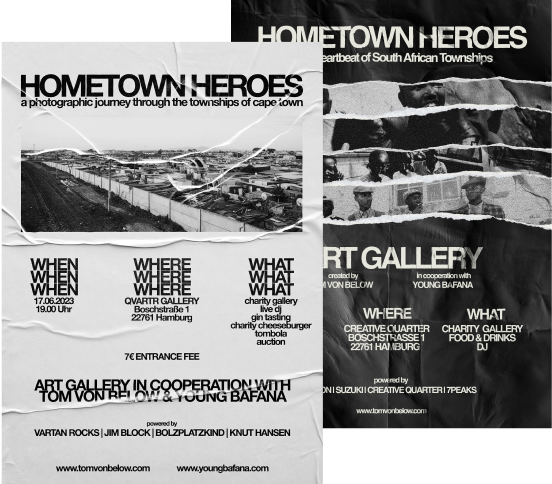 HOMETOWN HEROES
a photographic journey through the townships of cape town
WHEN
WHEN
WHEN
17.06.2023
19.00 Uhr
WHERE
WHERE
WHERE
QVARTR GALLERY
Boschstraße 1
22761 Hamburg
WHAT
WHAT
WHAT
charity gallery
live dj
gin tasting
charity cheeseburger
tombola
auction
7€ ENTRANCE FEE
ART GALLERY IN COOPERATION WITH
TOM VON BELOW & YOUNG BAFANA
powered by
VARTAN ROCKS | JIM BLOCK | BOLZPLATZKIND | KNUT HANSEN
www.tomvonbelow.com www.youngbafana.com
HOMETOWN HEROES
eartbeat of South African Townships
RT GALLERY
created by
M VON BELOW
in cooperation with
YOUNG BAFANA
WHERE
CREATIVE QUARTER
BOSCHSTRASSE 1
22761 HAMBURG
WHAT
CHARITY GALLERY
FOOD & DRINKS
DJ
powered by
ON | SUZUKI | CREATIVE QUARTER | 7PEAKS
www.tomvonbelow.com